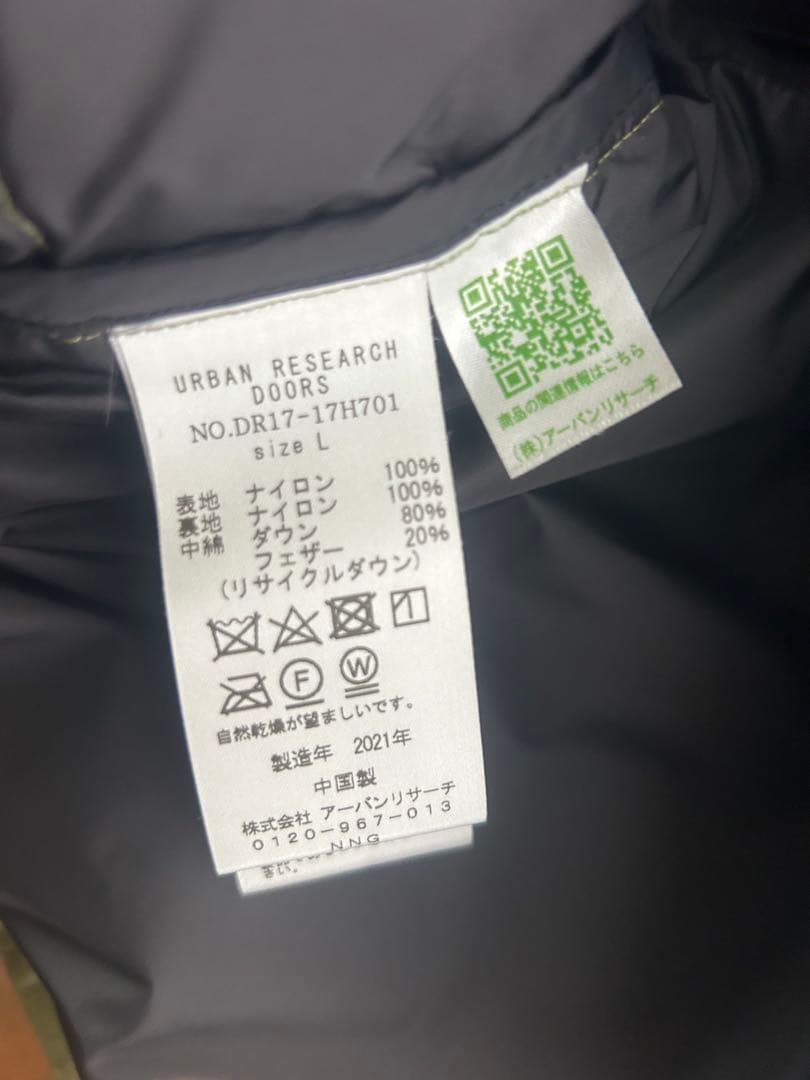 URBAN RESEARCH
DOORS
NO.DR17-17H701
size L
表地 ナイロン 100%
裏地 ナイロン 100%
中綿 ダウン 80%
フェザー 20%
(リサイクルダウン)
F
W
自然乾燥が望ましいです。
製造年 2021年
中国製
株式会社 アーバンリサーチ
0120-967-013
NNG
商品の関連情報はこちら
(株)アーバンリサーチ